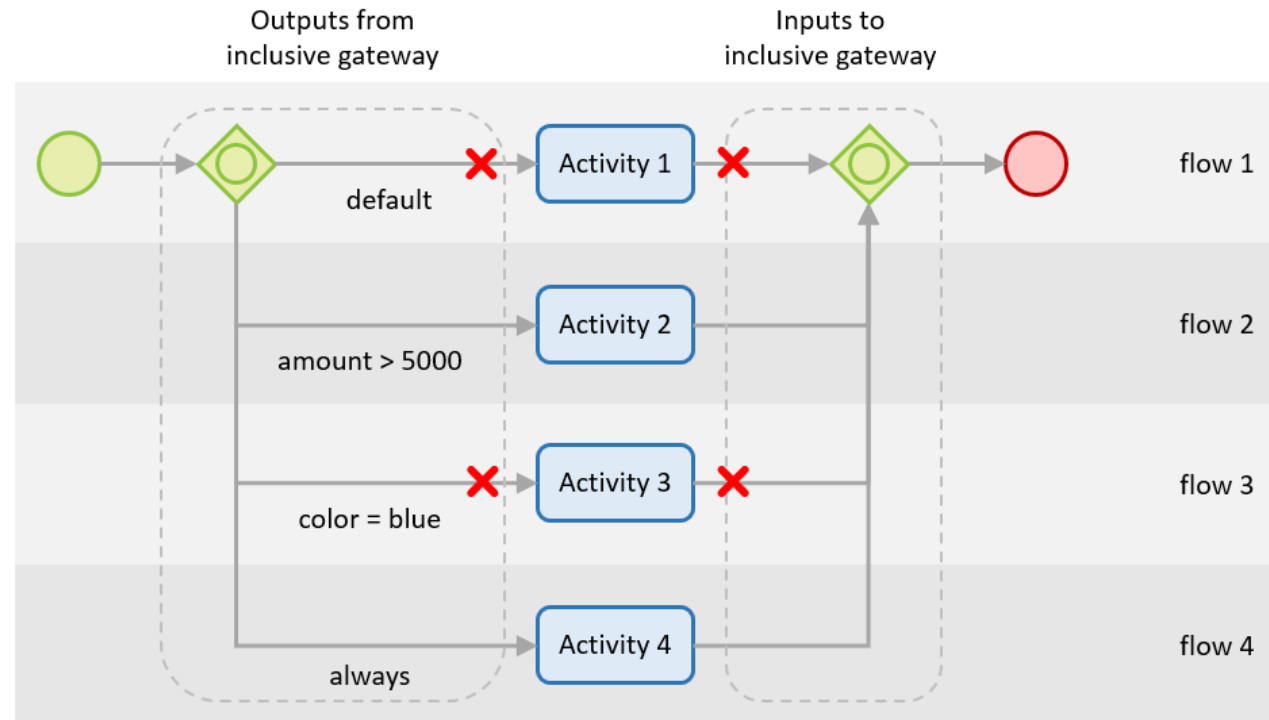 Outputs from
inclusive gateway
Inputs to
inclusive gateway
Activity 1
flow 1
default
Activity 2
flow 2
amount > 5000
Activity 3
flow 3
color = blue
Activity 4
flow 4
always